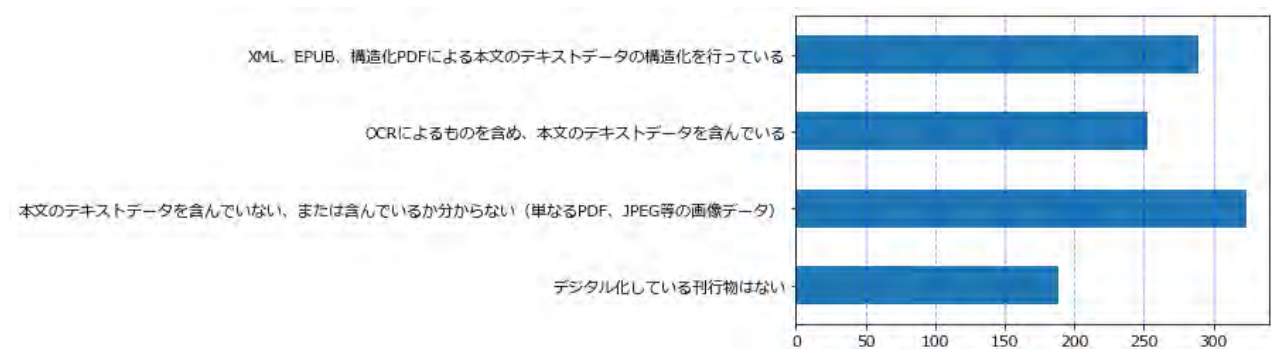 XML、EPUB、構造化PDFによる本文のテキストデータの構造化を行っている
OCRによるものを含め、本文のテキストデータを含んでいる
本文のテキストデータを含んでいない、または含んでいるか分からない（単なるPDF、JPEG等の画像データ）
デジタル化している刊行物はない
0 50 100 150 200 250 300